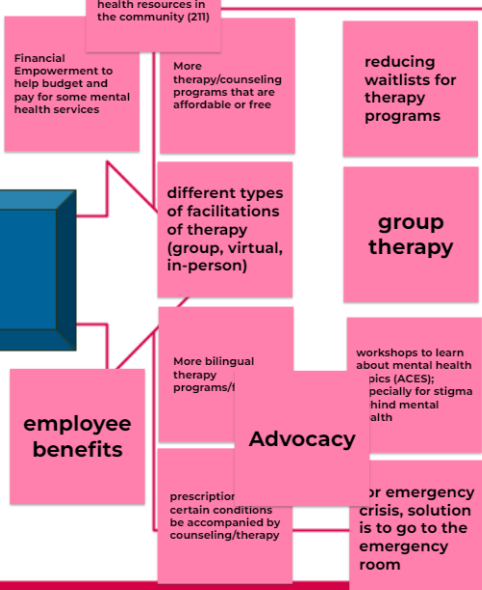 health resources in
the community (211)
Financial
Empowerment to
help budget and
pay for some mental
health services
More
therapy/counseling
programs that are
affordable or free
reducing
waitlists for
therapy
programs
different types
of facilitations
of therapy
(group, virtual,
in-person)
group
therapy
More bilingual
therapy
workshops to learn
about mental health
(ACES);
for stigma
mental
employee
benefits
Advocacy
certain conditions
be accompanied by
counseling/therapy
emergency
crisis, solution
is to go to the
emergency
room